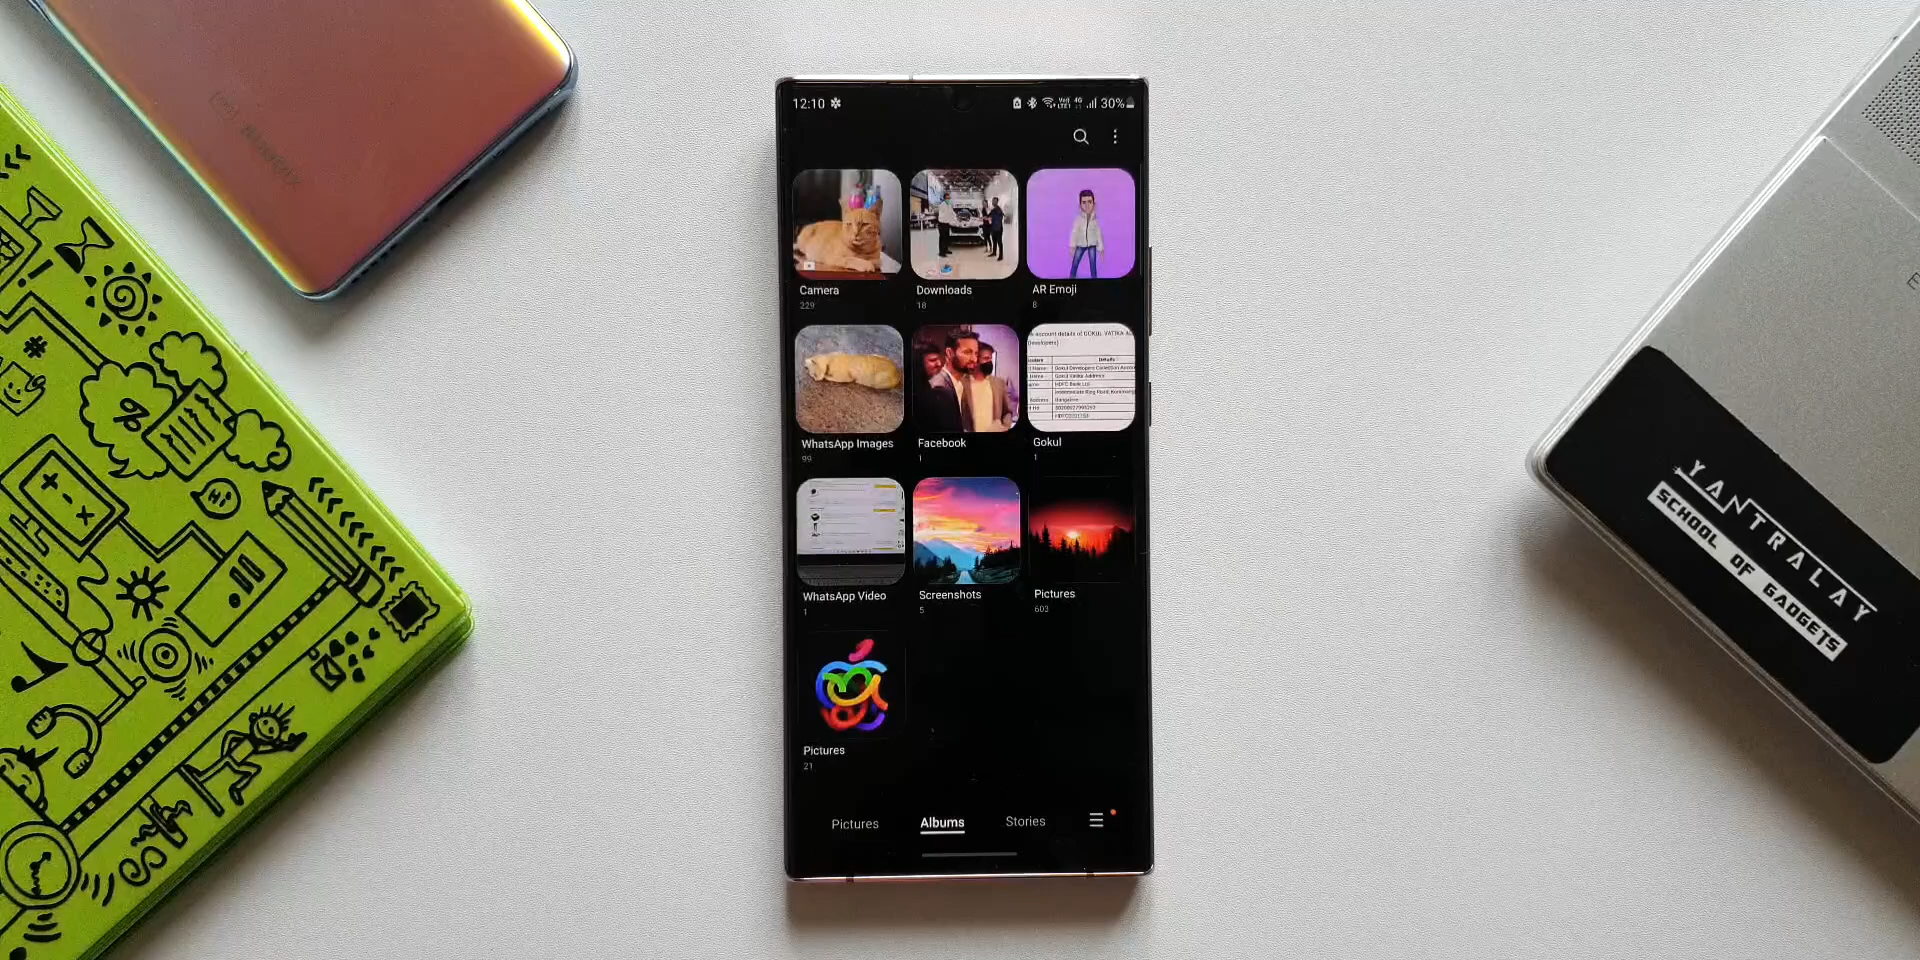 12:10
30%
Camera
Downloads
AR Emoji
229
18
8
WhatsApp Images
Facebook
Gokul
99
1
1
WhatsApp Video
Screenshots
Pictures
1
5
603
Pictures
21
Pictures
Albums
Stories
Hi
YANTRALAY
SCHOOL OF GADGETS